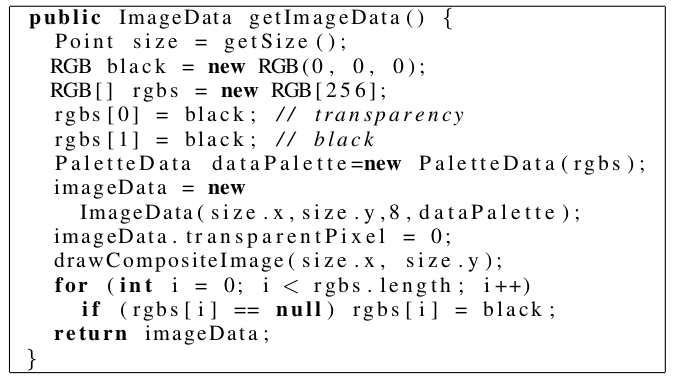 public ImageData getImageData() {
Point size = getSize();
RGB black = new RGB(0, 0, 0);
RGB[] rgbs = new RGB[256];
rgbs[0] = black; // transparency
rgbs[1] = black; // black
PaletteData dataPalette=new PaletteData(rgbs);
imageData = new
ImageData(size.x,size.y,8,dataPalette);
imageData.transparentPixel = 0;
drawCompositeImage(size.x, size.y);
for (int i = 0; i < rgbs.length; i++)
if (rgbs[i] == null) rgbs[i] = black;
return imageData;
}